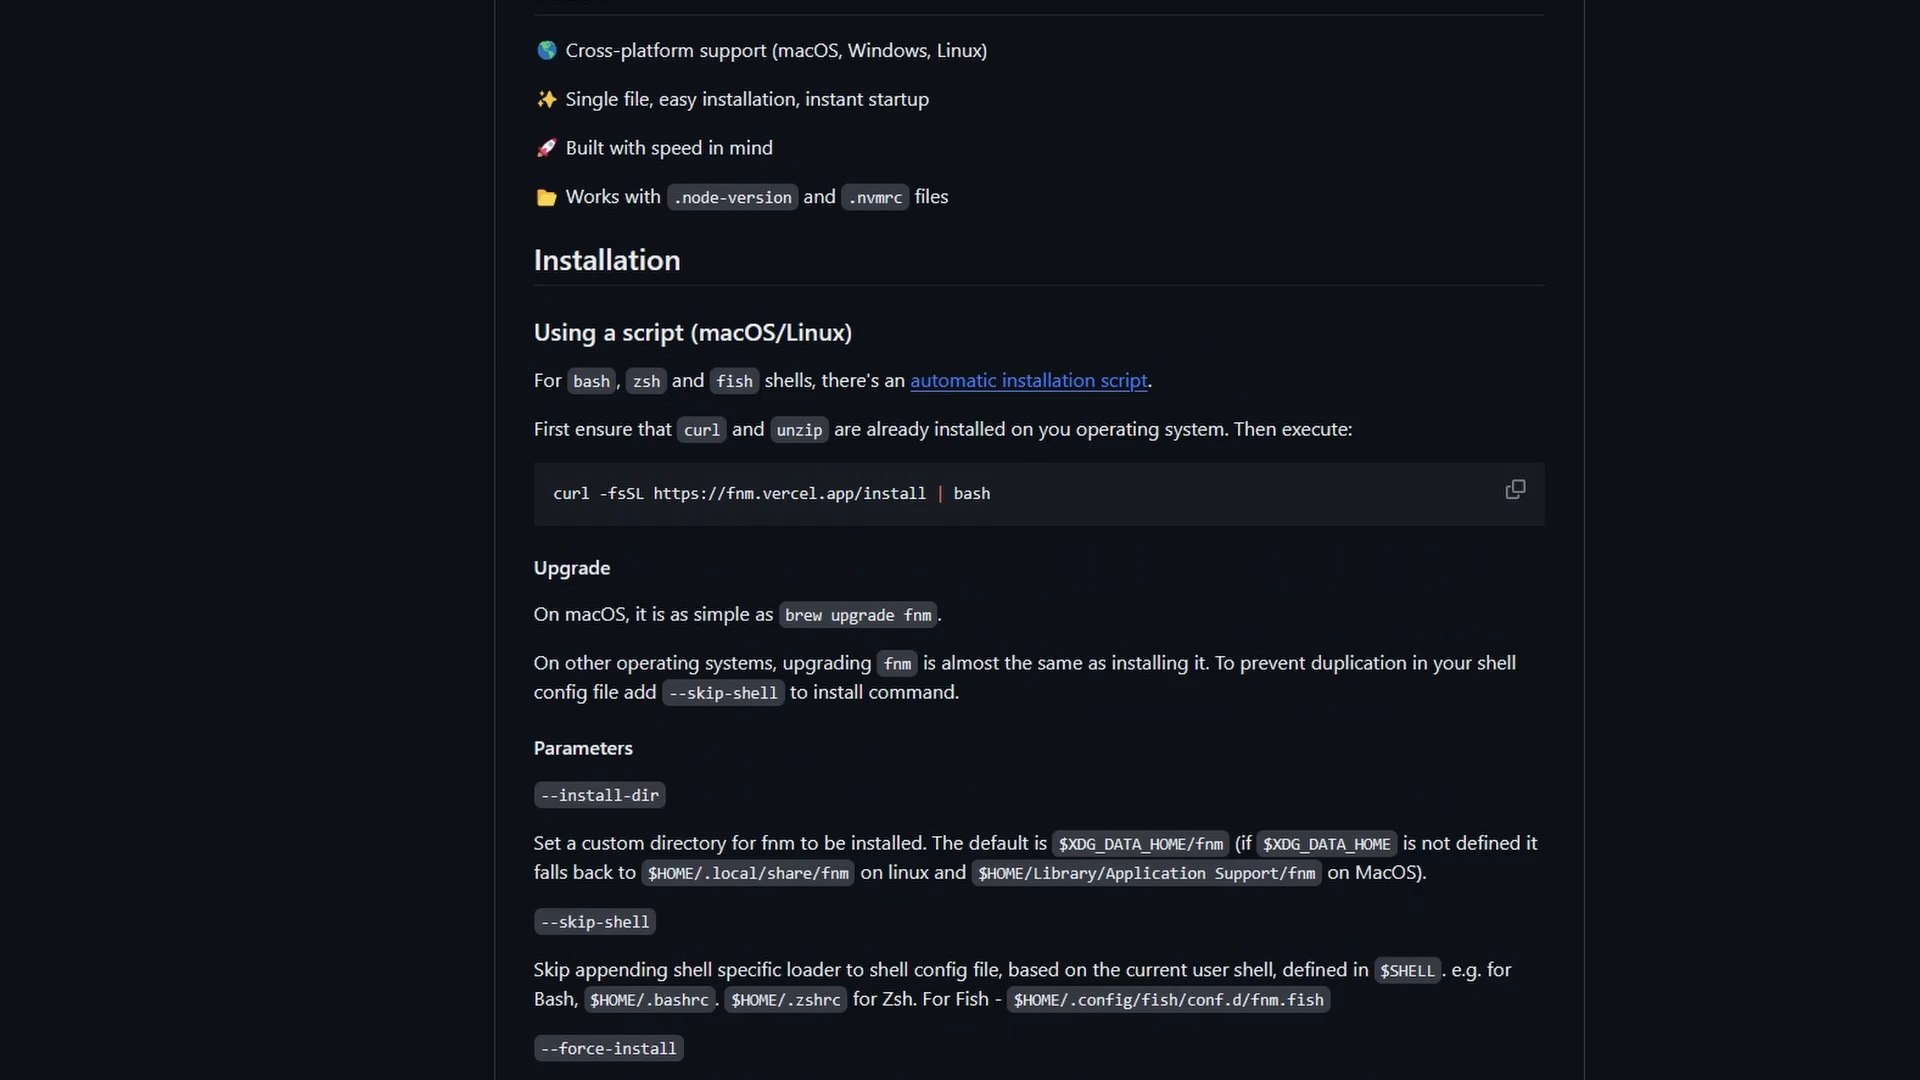 Cross-platform support (macOS, Windows, Linux)
Single file, easy installation, instant startup
Built with speed in mind
Works with .node-version and .nvmrc files
Installation
Using a script (macOS/Linux)
For bash, zsh and fish shells, there's an automatic installation script.
First ensure that curl and unzip are already installed on you operating system. Then execute:
curl -fsSL https://fnm.vercel.app/install | bash
Upgrade
On macOS, it is as simple as brew upgrade fnm.
On other operating systems, upgrading fnm is almost the same as installing it. To prevent duplication in your shell
config file add --skip-shell to install command.
Parameters
--install-dir
Set a custom directory for fnm to be installed. The default is $XDG_DATA_HOME/fnm (if $XDG_DATA_HOME is not defined it
falls back to $HOME/.local/share/fnm on linux and $HOME/Library/Application Support/fnm on MacOS).
--skip-shell
Skip appending shell specific loader to shell config file, based on the current user shell, defined in $SHELL. e.g. for
Bash, $HOME/.bashrc. $HOME/.zshrc for Zsh. For Fish - $HOME/.config/fish/conf.d/fnm.fish
--force-install